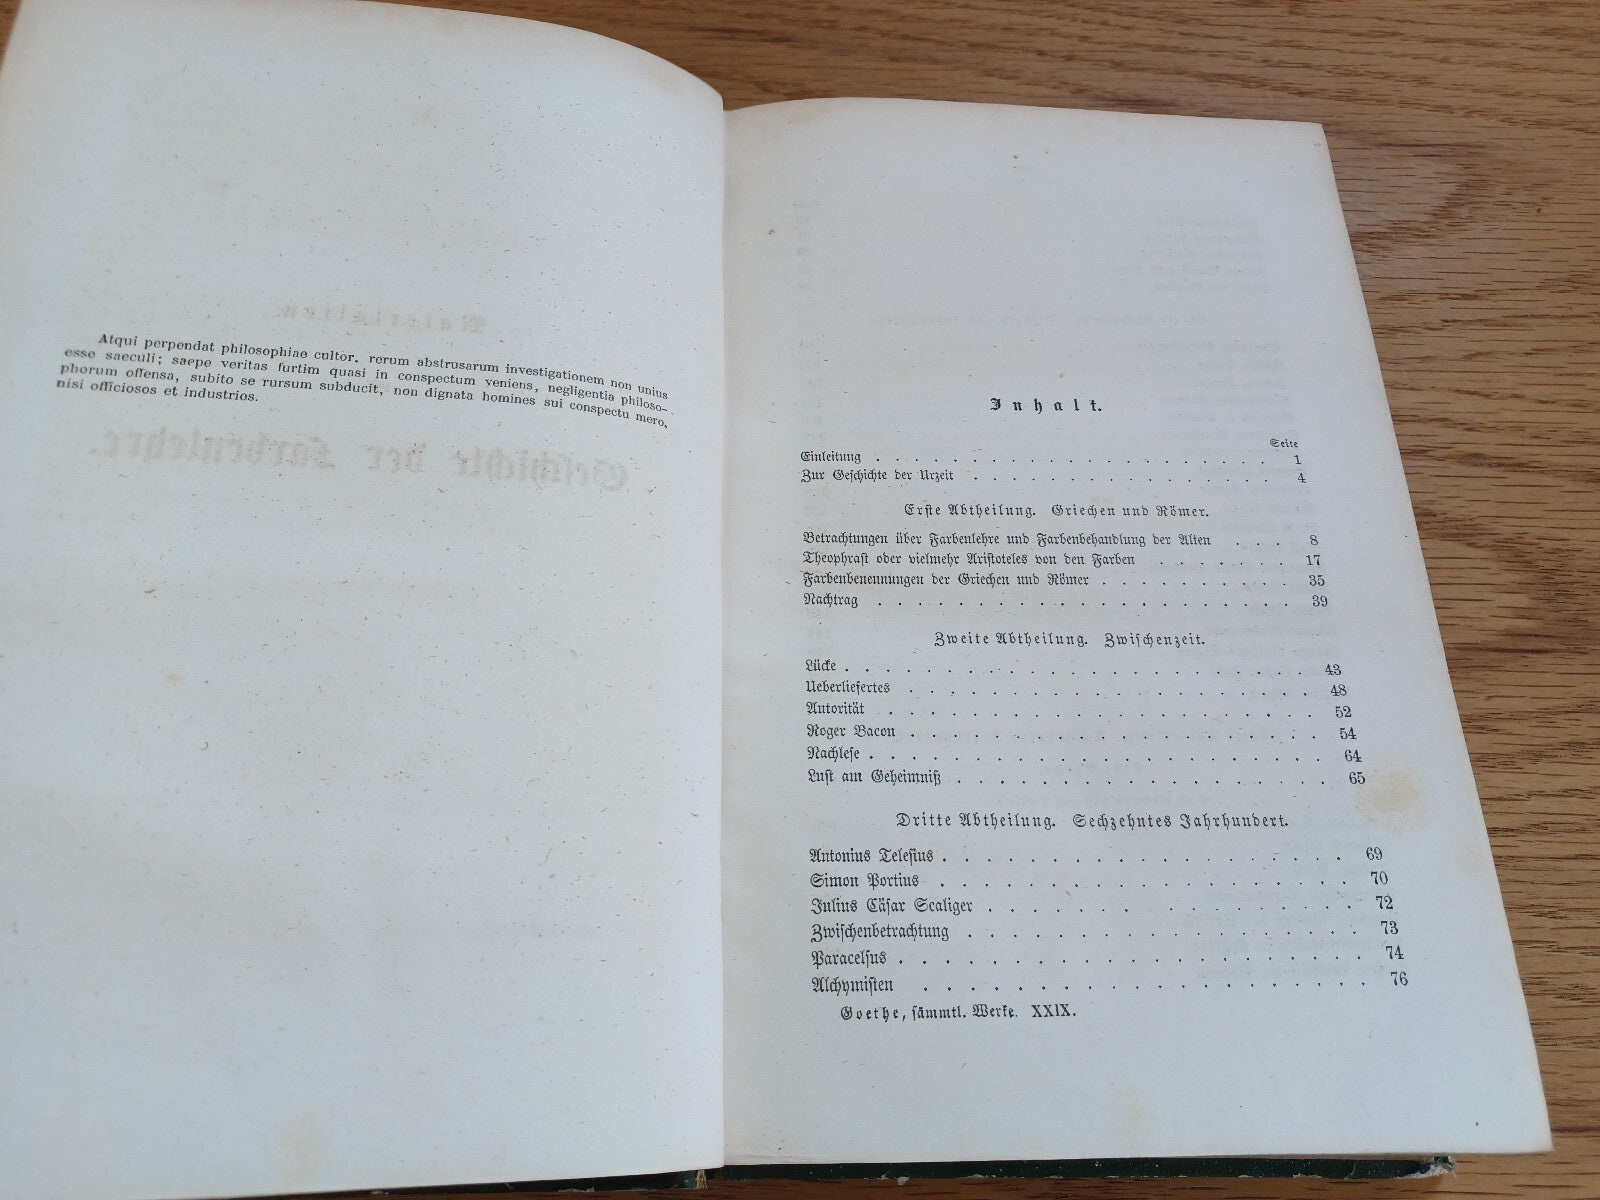 Atqui perpendat philosophiae cultor, rerum abstrusarum investigationem non unius
esse saeculi; saepe veritas furtim quasi in conspectum veniens, negligentia philoso-
phorum offensa, subito se rursum subducit, non dignata homines sui conspectu mero,
nisi officiosos et industrios.
Materialien
Geschichte der Farbenlehre.
Inhalt.
Seite
Einleitung . . . . . . . . . . . . . . . . . . . 1
Zur Geschichte der Urzeit . . . . . . . . . . . . . . 4
Erste Abtheilung. Griechen und Römer.
Betrachtungen über Farbenlehre und Farbenbehandlung der Alten . . . 8
Theophrast oder vielmehr Aristoteles von den Farben . . . . . . 17
Farbenbenennungen der Griechen und Römer . . . . . . . . . 35
Nachtrag . . . . . . . . . . . . . . . . . . . . 39
Zweite Abtheilung. Zwischenzeit.
Lücke . . . . . . . . . . . . . . . . . . . . . 43
Ueberliefertes . . . . . . . . . . . . . . . . . . 48
Autorität . . . . . . . . . . . . . . . . . . . . 52
Roger Bacon . . . . . . . . . . . . . . . . . . . 54
Nachlese . . . . . . . . . . . . . . . . . . . . 64
Lust am Geheimniß . . . . . . . . . . . . . . . . 65
Dritte Abtheilung. Sechzehntes Jahrhundert.
Antonius Telesius . . . . . . . . . . . . . . . . . 69
Simon Portius . . . . . . . . . . . . . . . . . . 70
Julius Cäsar Scaliger . . . . . . . . . . . . . . . 72
Zwischenbetrachtung . . . . . . . . . . . . . . . . 73
Paracelsus . . . . . . . . . . . . . . . . . . . . 74
Alchymisten . . . . . . . . . . . . . . . . . . . 76
Goethe, sämmtl. Werke. XXIX.